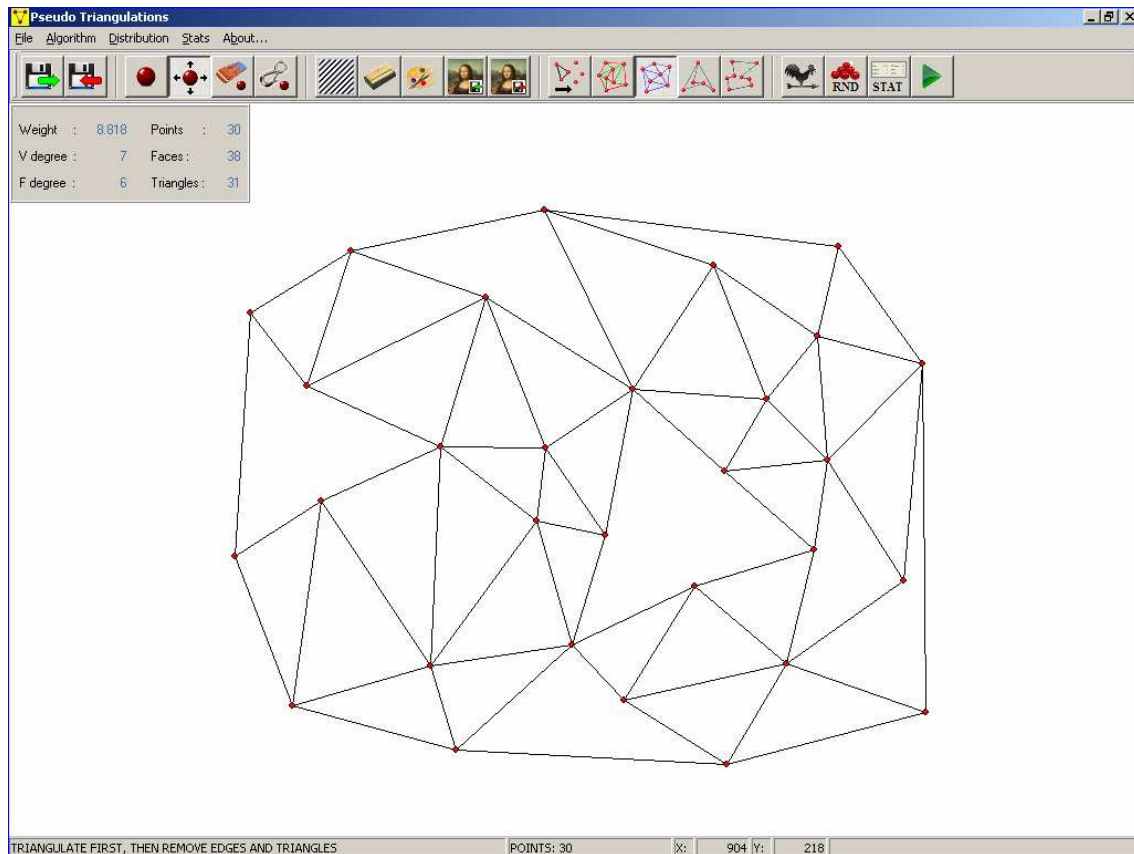 Pseudo Triangulations
File Algorithm Distribution Stats About...
RND STAT
Weight : 8.818 Points : 30
V degree : 7 Faces : 38
F degree : 6 Triangles : 31
TRIANGULATE FIRST, THEN REMOVE EDGES AND TRIANGLES POINTS: 30 X: 904 Y: 218